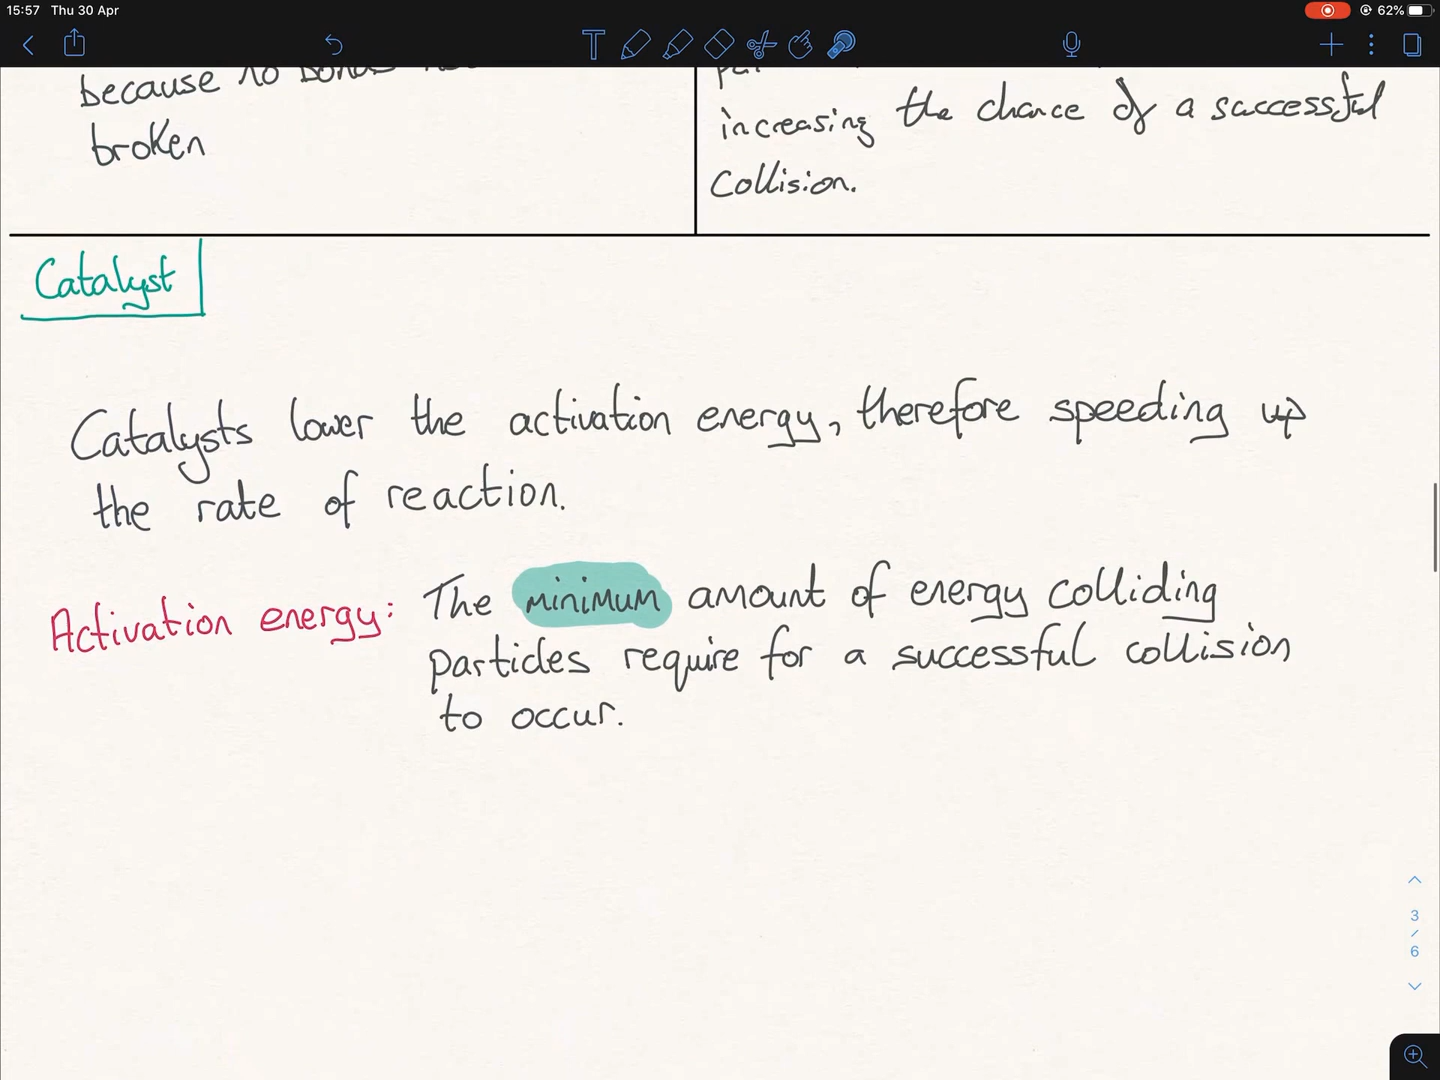 15:57 Thu 30 Apr
62%
because no bonds
broken
increasing the chance of a successful
collision.
Catalyst
Catalysts lower the activation energy, therefore speeding up
the rate of reaction.
Activation energy: The minimum amount of energy colliding
particles require for a successful collision
to occur.
3
/
6